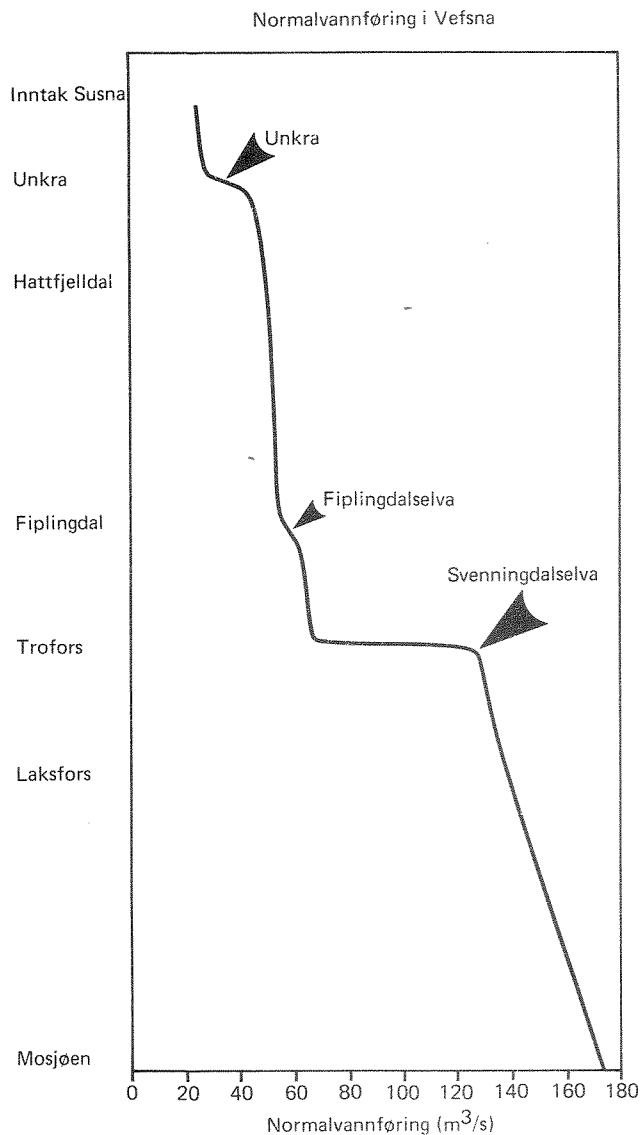 Normalvannføring i Vefsna
Inntak Susna
Unkra
Unkra
Hattfjelldal
Fiplingdalselva
Fiplingdal
Svenningdalselva
Trofors
Laksfors
Mosjøen
0 20 40 60 80 100 120 140 160 180
Normalvannføring (m³/s)